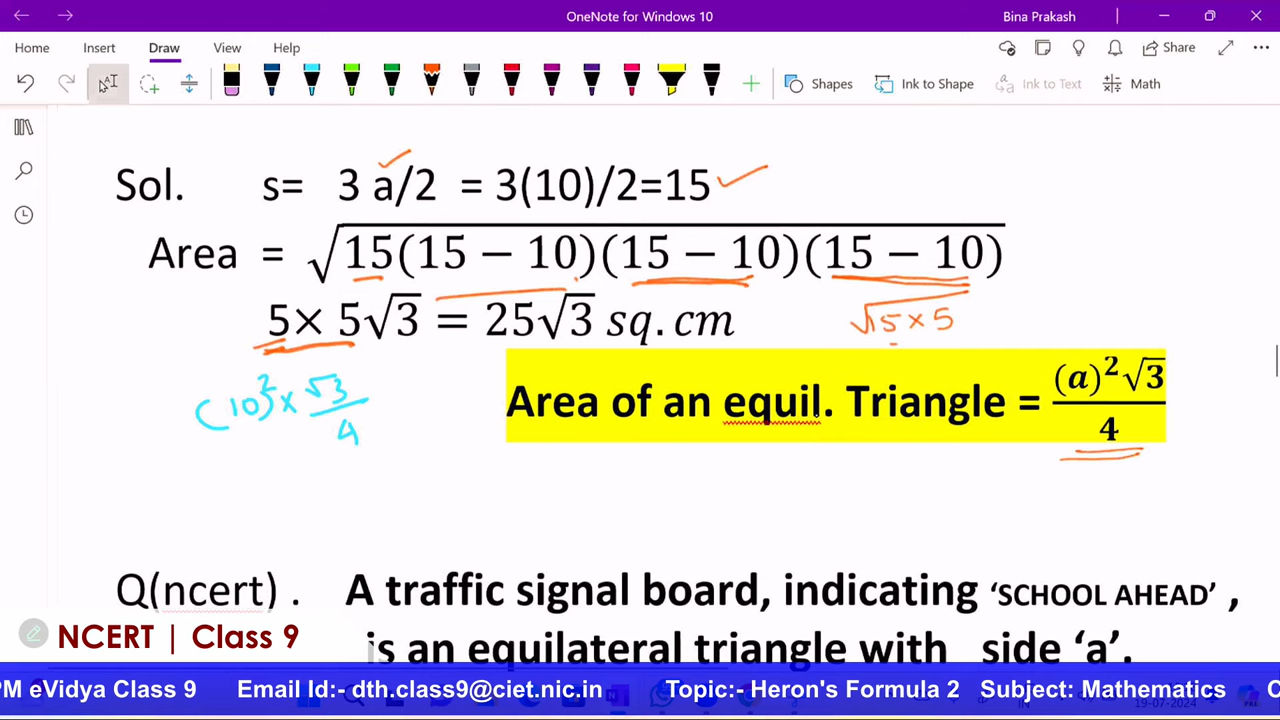 OneNote for Windows 10
Bina Prakash
Home Insert Draw View Help
Share
Shapes Ink to Shape Ink to Text Math
Sol. s= 3 a/2 = 3(10)/2=15
Area = √15(15 − 10)(15 − 10)(15 − 10)
5× 5√3 = 25√3 sq.cm
√15 × 5
(10)² × √3/4
Area of an equil. Triangle = (a)²√3/4
Q(ncert) . A traffic signal board, indicating ‘SCHOOL AHEAD’ ,
is an equilateral triangle with side ‘a’.
NCERT | Class 9
PM eVidya Class 9 Email Id:- dth.class9@ciet.nic.in Topic:- Heron's Formula 2 Subject: Mathematics
19-07-2024